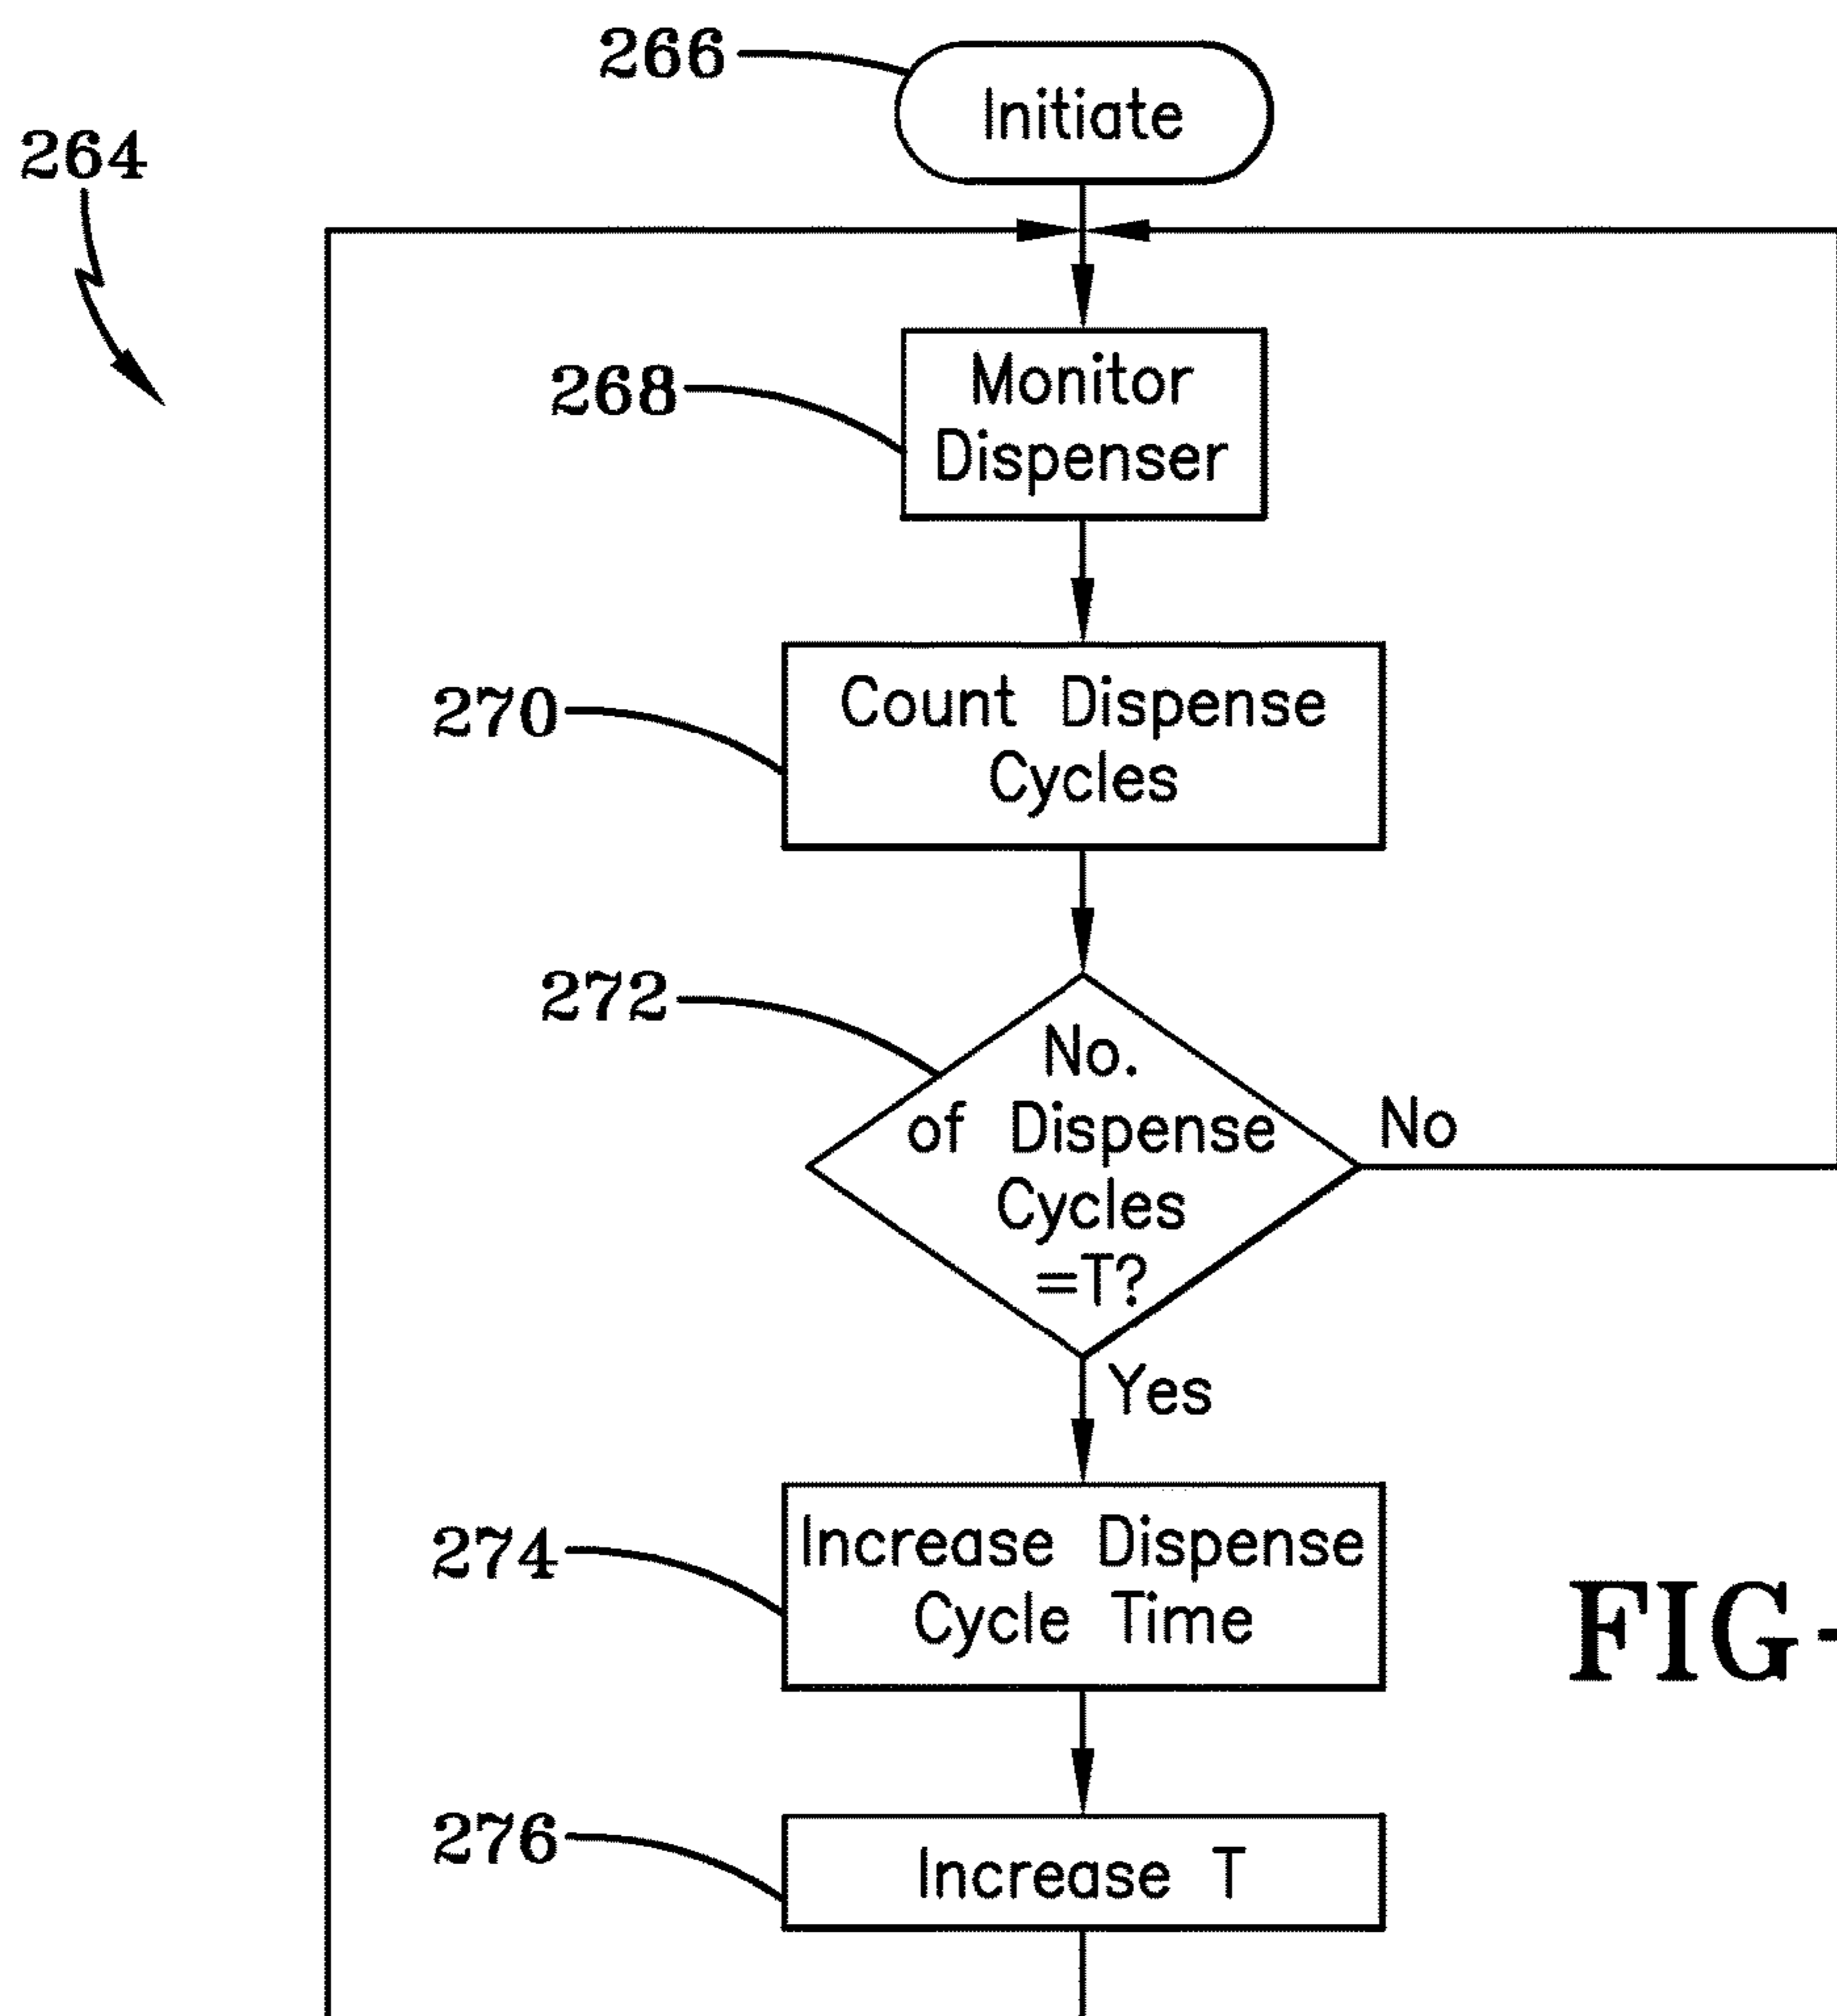 266
Initiate
264
268
Monitor
Dispenser
270
Count Dispense
Cycles
272
No.
of Dispense
Cycles
=T?
No
Yes
274
Increase Dispense
Cycle Time
FIG-
276
Increase T